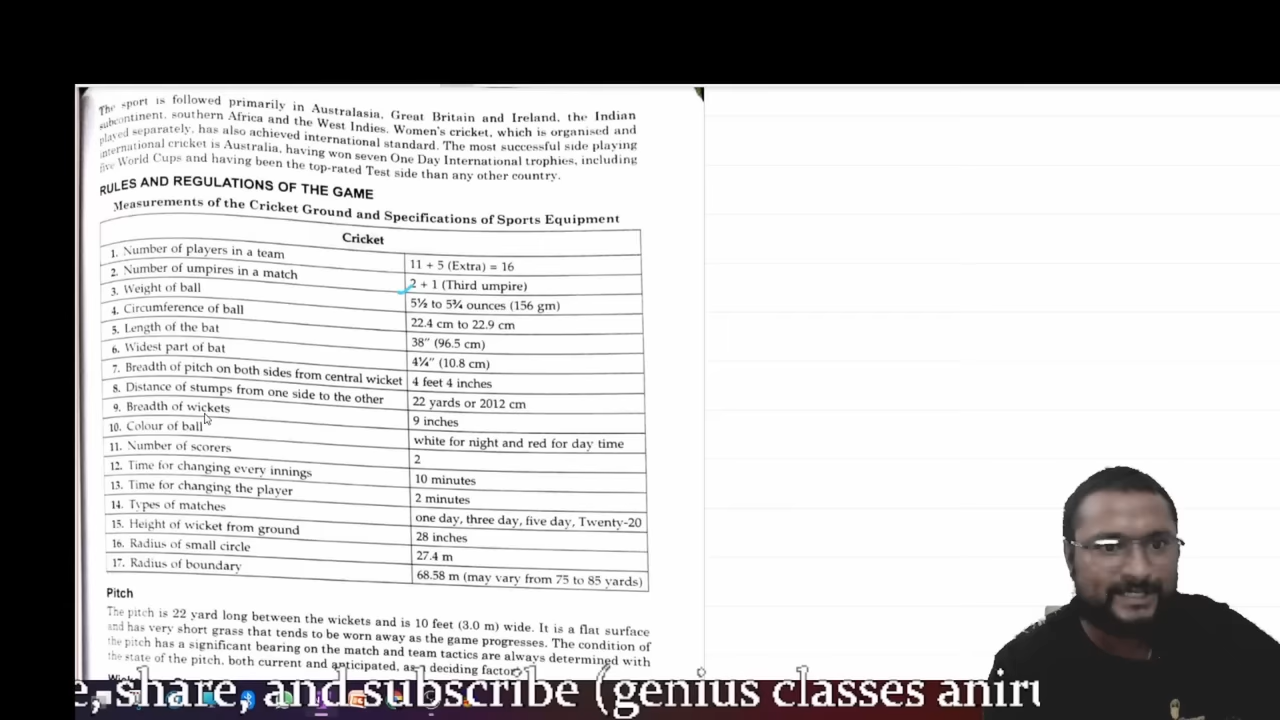 The sport is followed primarily in Australasia, Great Britain and Ireland, the Indian
subcontinent, southern Africa and the West Indies. Women's cricket, which is organised and
played separately, has also achieved international standard. The most successful side playing
international cricket is Australia, having won seven One Day International trophies, including
five World Cups and having been the top-rated Test side than any other country.
RULES AND REGULATIONS OF THE GAME
Measurements of the Cricket Ground and Specifications of Sports Equipment
Cricket
1. Number of players in a team 11 + 5 (Extra) = 16
2. Number of umpires in a match 2 + 1 (Third umpire)
3. Weight of ball 5½ to 5¾ ounces (156 gm)
4. Circumference of ball 22.4 cm to 22.9 cm
5. Length of the bat 38" (96.5 cm)
6. Widest part of bat 4¼" (10.8 cm)
7. Breadth of pitch on both sides from central wicket 4 feet 4 inches
8. Distance of stumps from one side to the other 22 yards or 2012 cm
9. Breadth of wickets 9 inches
10. Colour of ball white for night and red for day time
11. Number of scorers 2
12. Time for changing every innings 10 minutes
13. Time for changing the player 2 minutes
14. Types of matches one day, three day, five day, Twenty-20
15. Height of wicket from ground 28 inches
16. Radius of small circle 27.4 m
17. Radius of boundary 68.58 m (may vary from 75 to 85 yards)
Pitch
The pitch is 22 yard long between the wickets and is 10 feet (3.0 m) wide. It is a flat surface
and has very short grass that tends to be worn away as the game progresses. The condition of
the pitch has a significant bearing on the match and team tactics are always determined with
the state of the pitch, both current and anticipated, as a deciding factor.
e, share, and subscribe (genius classes aniru